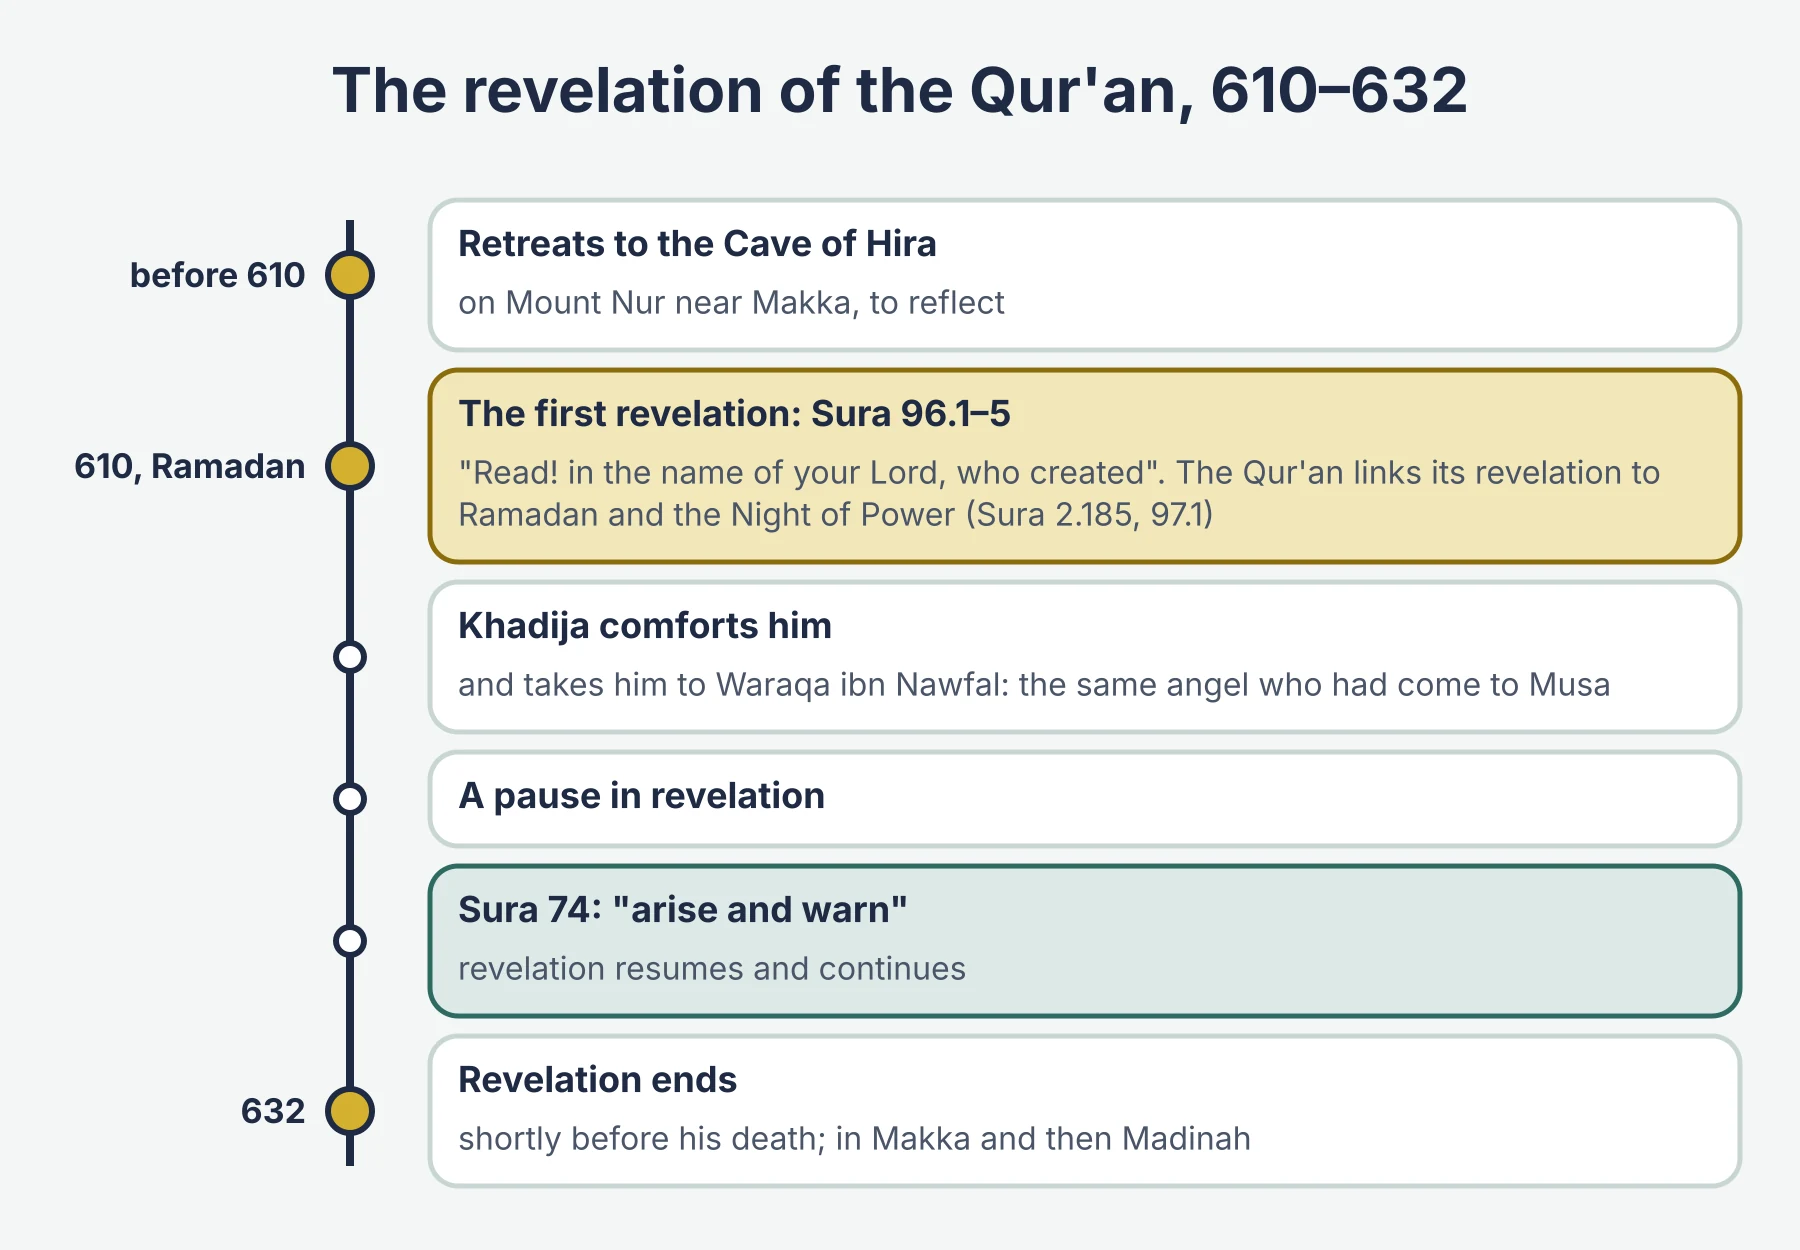 The revelation of the Qur'an, 610–632
before 610
Retreats to the Cave of Hira
on Mount Nur near Makka, to reflect
610, Ramadan
The first revelation: Sura 96.1–5
"Read! in the name of your Lord, who created". The Qur'an links its revelation to
Ramadan and the Night of Power (Sura 2.185, 97.1)
Khadija comforts him
and takes him to Waraqa ibn Nawfal: the same angel who had come to Musa
A pause in revelation
Sura 74: "arise and warn"
revelation resumes and continues
632
Revelation ends
shortly before his death; in Makka and then Madinah